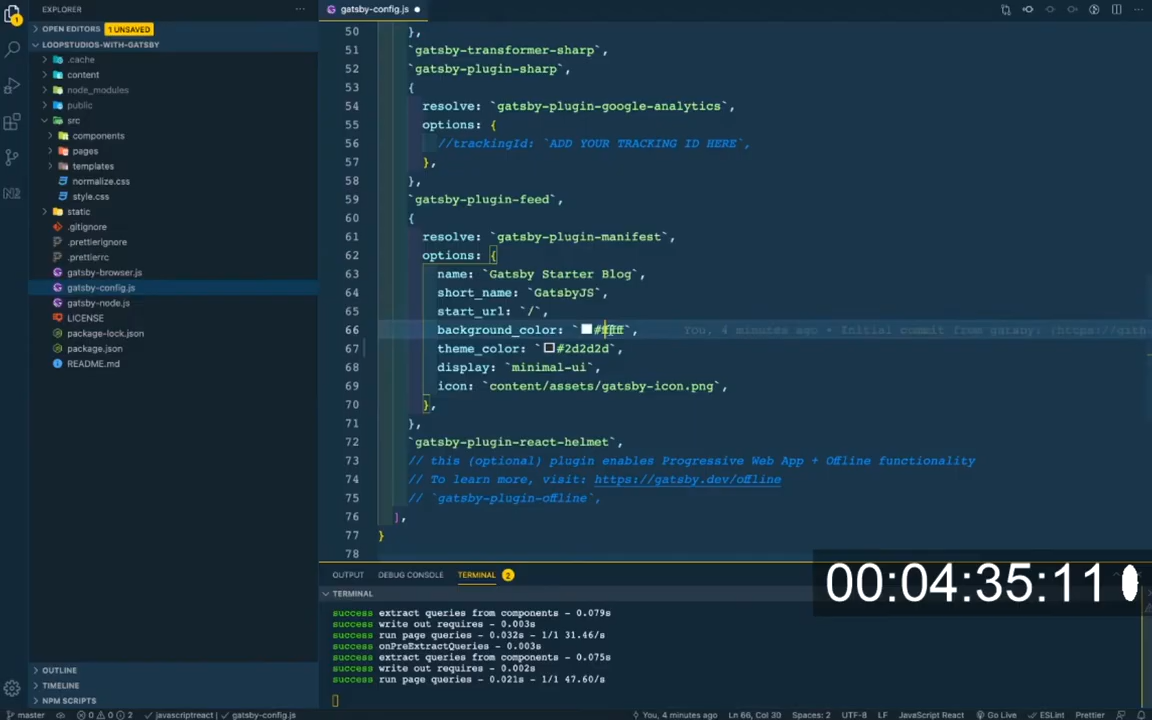 EXPLORER
OPEN EDITORS 1 UNSAVED
LOOPSTUDIOS-WITH-GATSBY
.cache
content
node_modules
public
src
components
pages
templates
normalize.css
style.css
static
.gitignore
.prettierignore
.prettierrc
gatsby-browser.js
gatsby-config.js
gatsby-node.js
LICENSE
package-lock.json
package.json
README.md
OUTLINE
TIMELINE
NPM SCRIPTS
gatsby-config.js
50 },
51 `gatsby-transformer-sharp`,
52 `gatsby-plugin-sharp`,
53 {
54 resolve: `gatsby-plugin-google-analytics`,
55 options: {
56 //trackingId: `ADD YOUR TRACKING ID HERE`,
57 },
58 },
59 `gatsby-plugin-feed`,
60 {
61 resolve: `gatsby-plugin-manifest`,
62 options: {
63 name: `Gatsby Starter Blog`,
64 short_name: `GatsbyJS`,
65 start_url: `/`,
66 background_color: `#ffff`, You, 4 minutes ago • Initial commit from gatsby: (https://gith
67 theme_color: `#2d2d2d`,
68 display: `minimal-ui`,
69 icon: `content/assets/gatsby-icon.png`,
70 },
71 },
72 `gatsby-plugin-react-helmet`,
73 // this (optional) plugin enables Progressive Web App + Offline functionality
74 // To learn more, visit: https://gatsby.dev/offline
75 // `gatsby-plugin-offline`,
76 ],
77 }
78
OUTPUT DEBUG CONSOLE TERMINAL 2
TERMINAL
success extract queries from components - 0.079s
success write out requires - 0.003s
success run page queries - 0.032s - 1/1 31.46/s
success onPreExtractQueries - 0.003s
success extract queries from components - 0.075s
success write out requires - 0.002s
success run page queries - 0.021s - 1/1 47.60/s
00:04:35:11
master 0 0 2 javascriptreact gatsby-config.js You, 4 minutes ago Ln 66, Col 30 Spaces: 2 UTF-8 LF JavaScript React Go Live ESLint Prettier